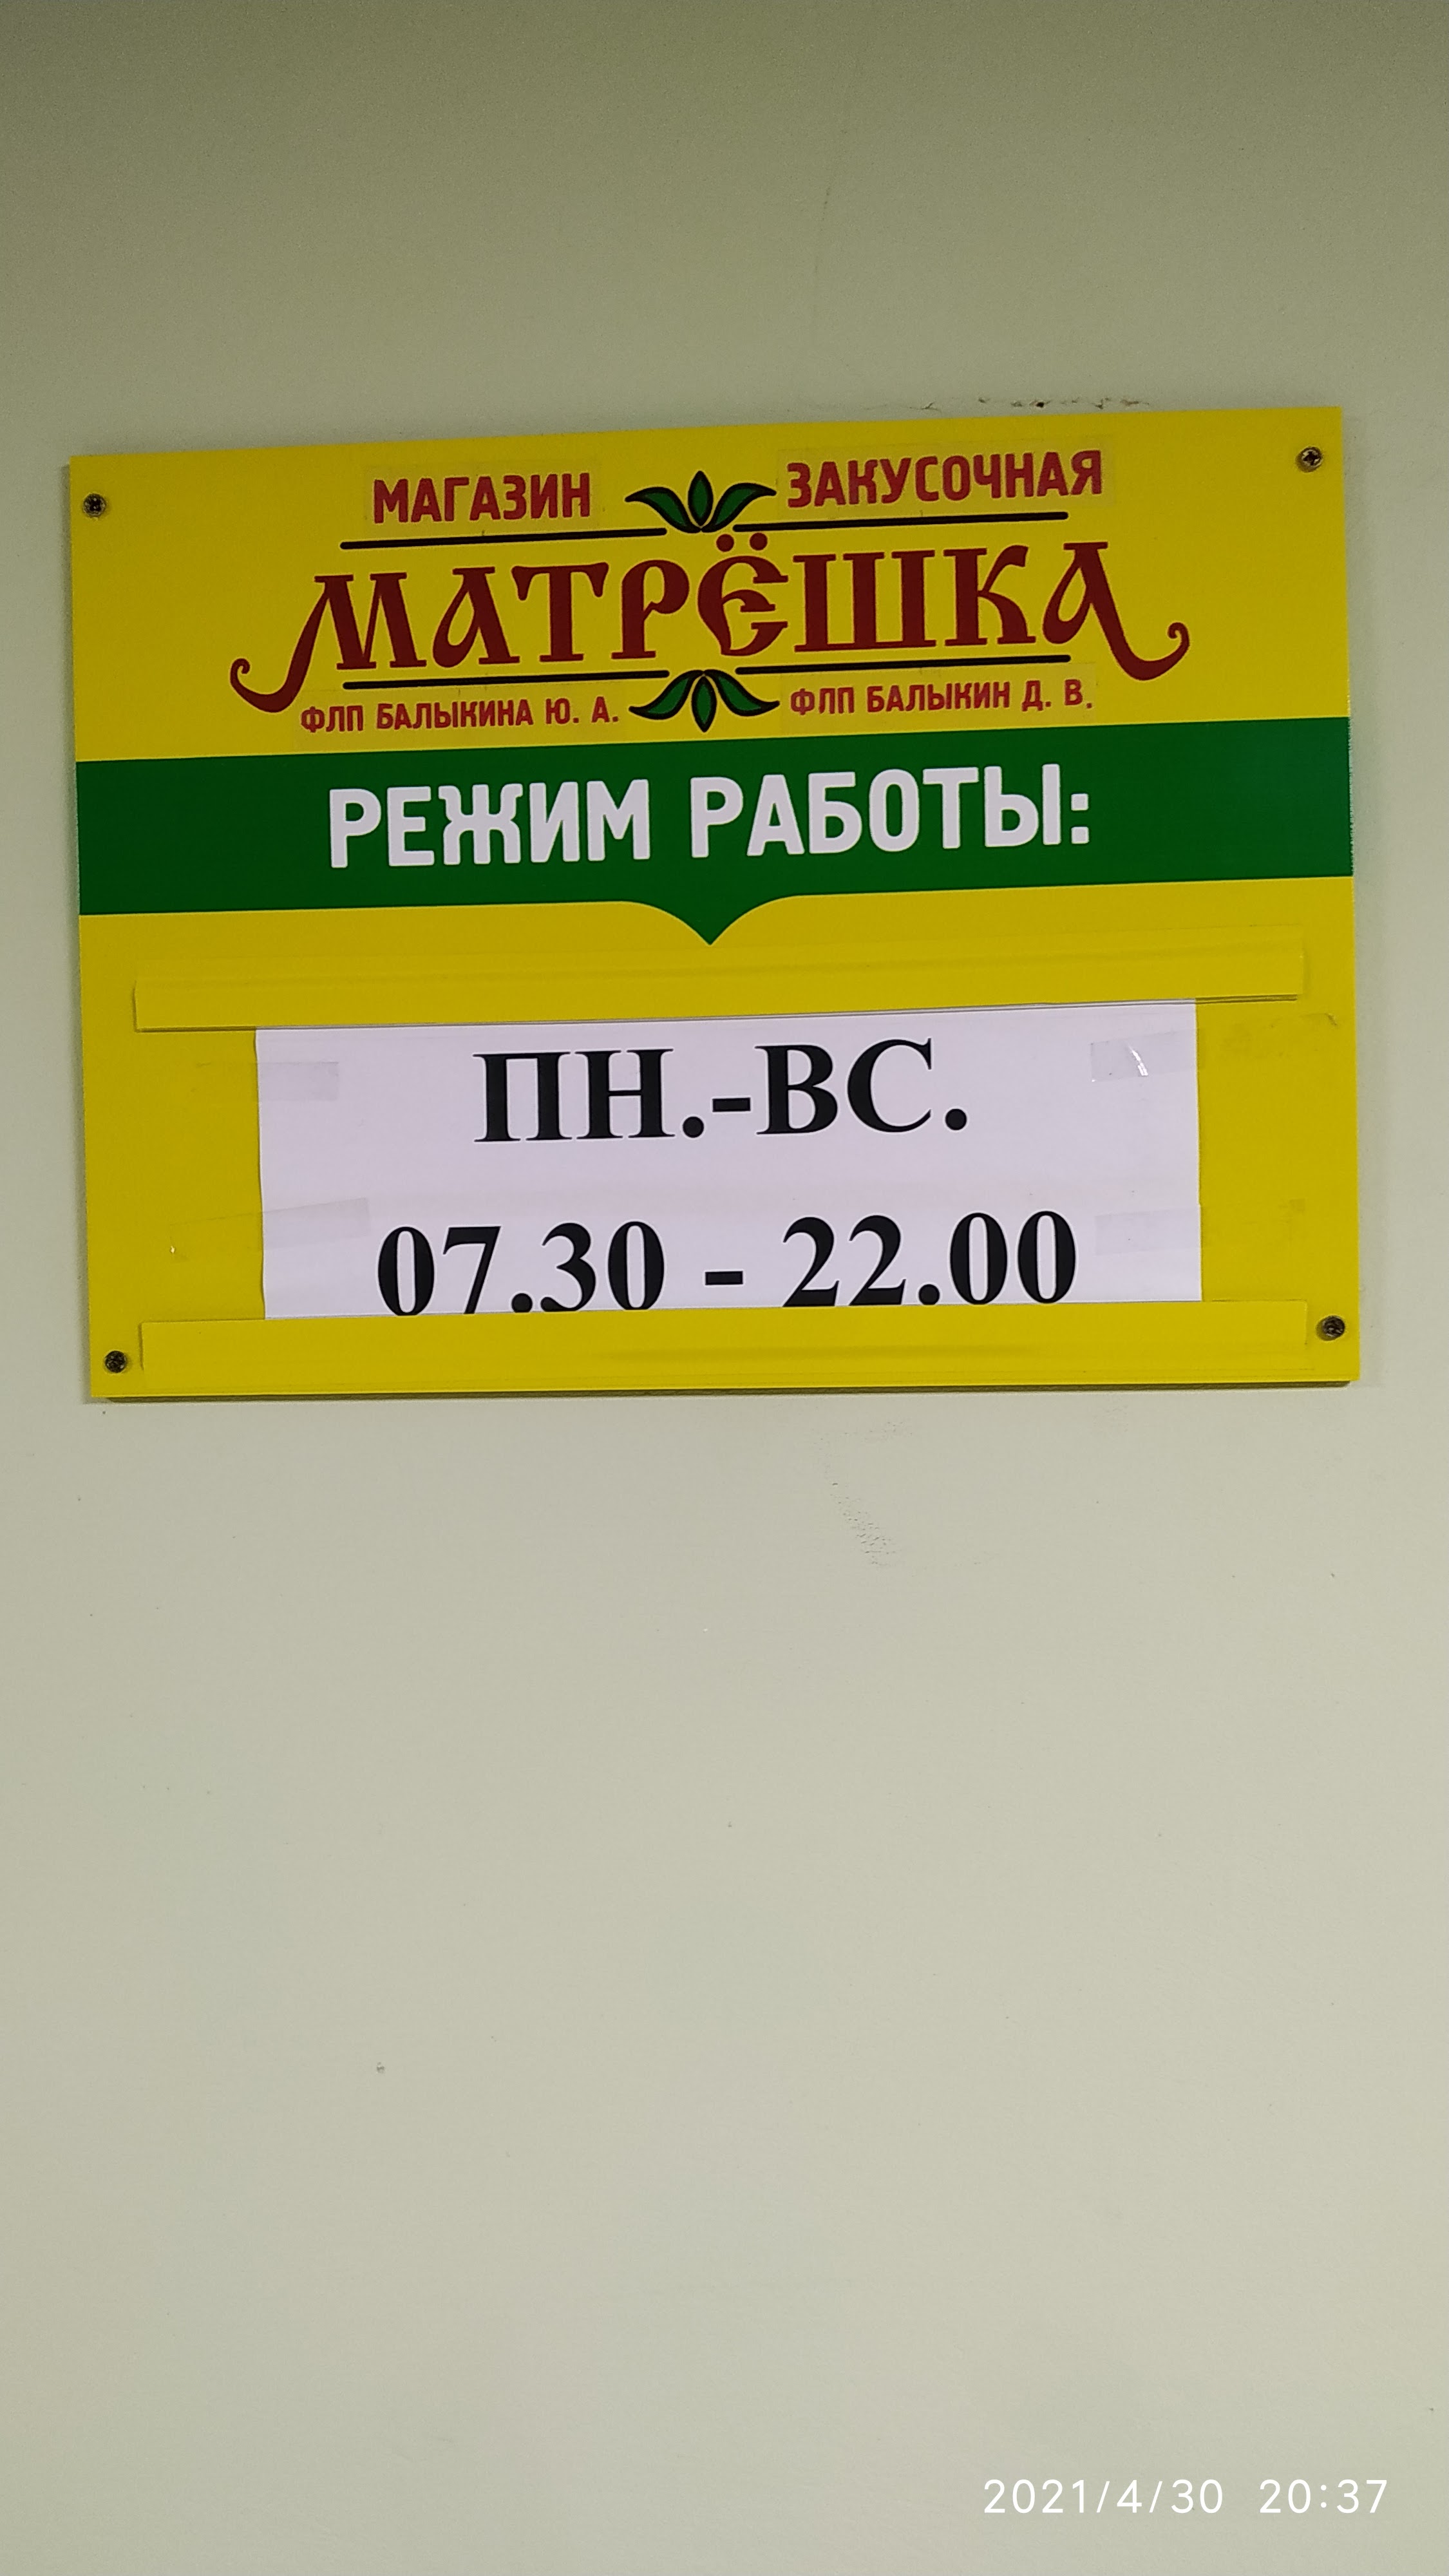 МАГАЗИН ЗАКУСОЧНАЯ
МАТРЁШКА
ФЛП БАЛЫКИНА Ю. А. ФЛП БАЛЫКИН Д. В.
РЕЖИМ РАБОТЫ:
ПН.-ВС.
07.30 - 22.00
2021/4/30 20:37